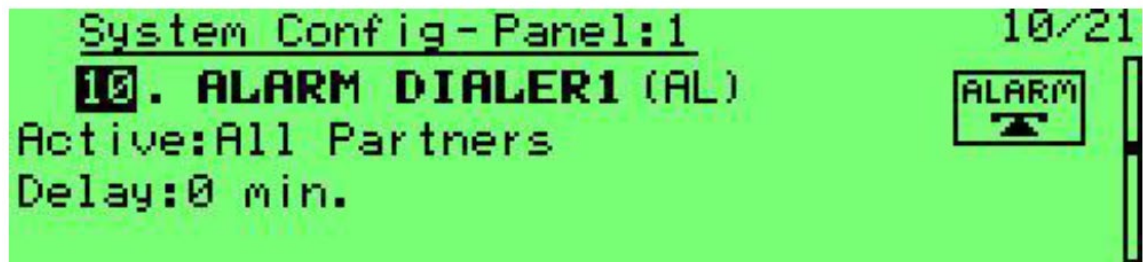 System Config-Panel:1 10/21
10. ALARM DIALER1(AL)
ALARM
Active:All Partners
Delay:0 min.